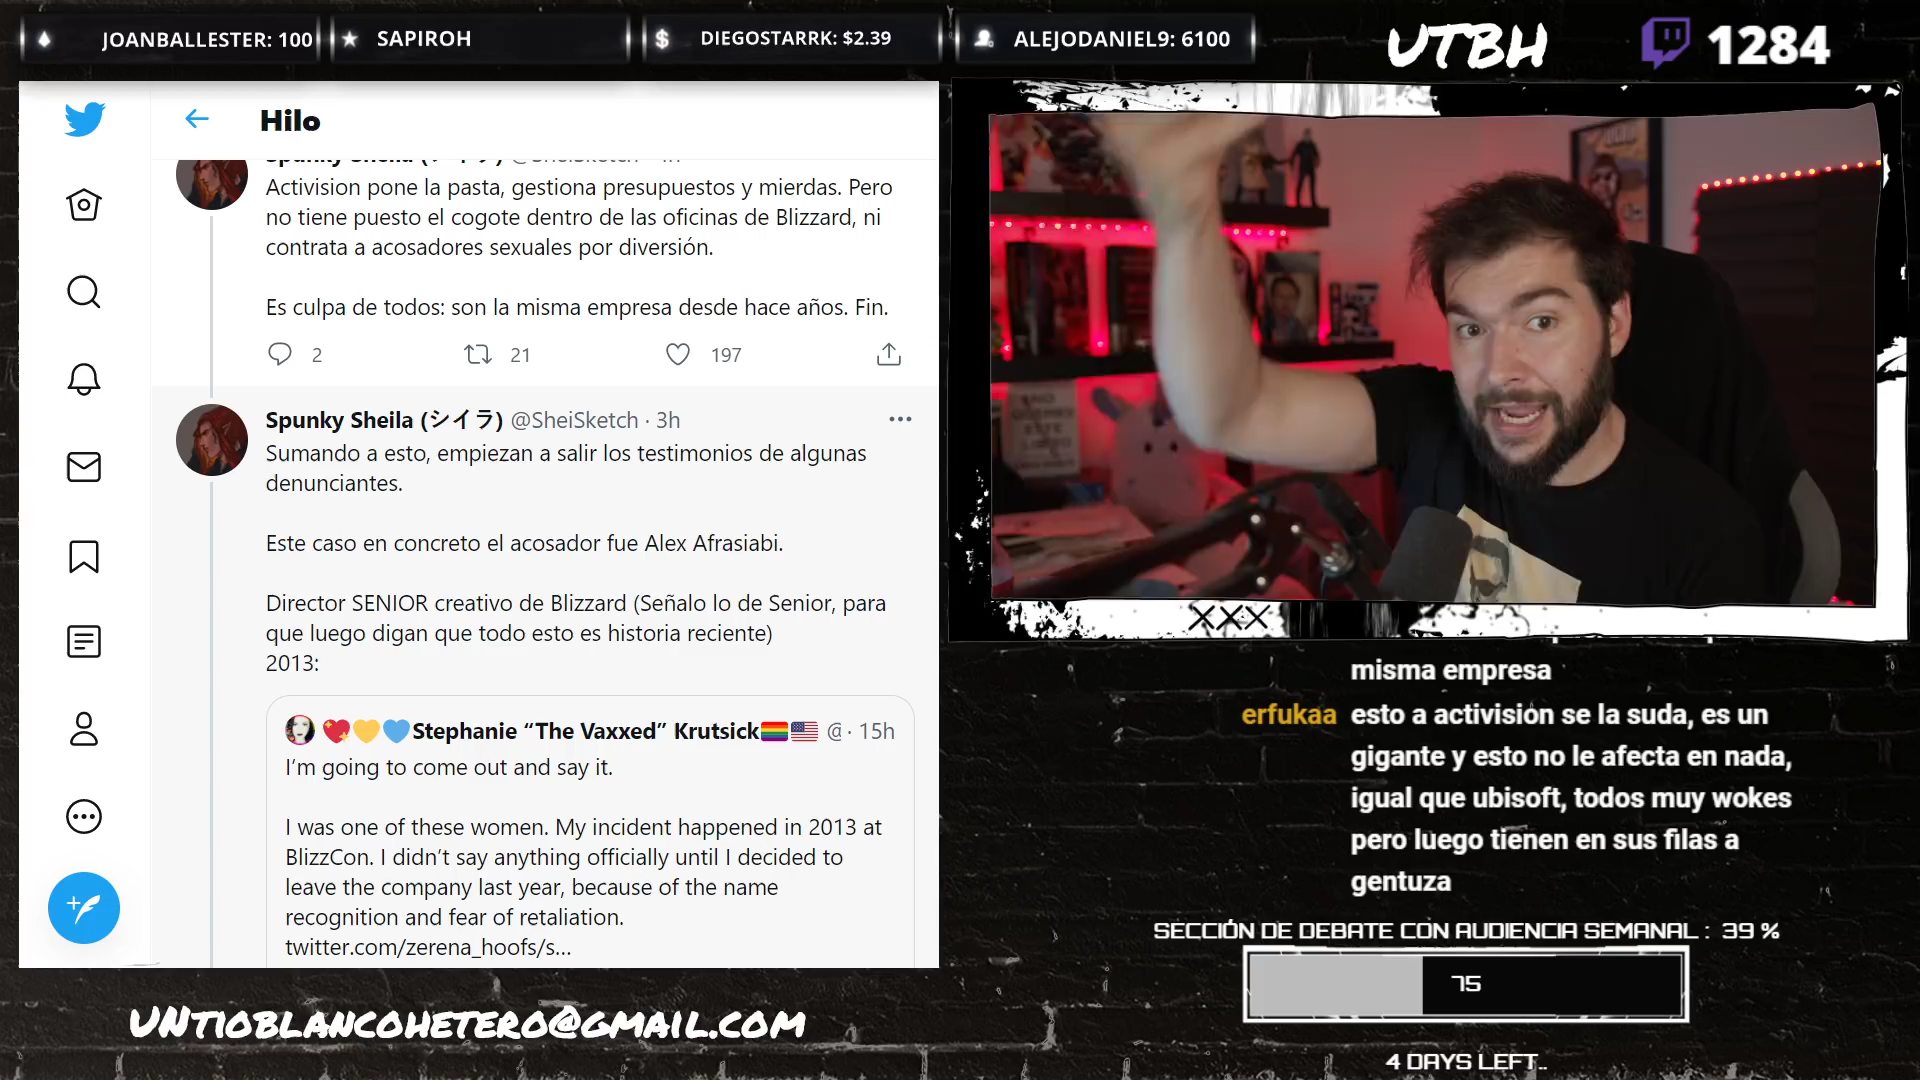 JOANBALLESTER: 100
SAPIROH
DIEGOSTARRK: $2.39
ALEJODANIEL9: 6100
UTBH
1284
Hilo
Spunky Sheila (シイラ) @SheiSketch
Activision pone la pasta, gestiona presupuestos y mierdas. Pero
no tiene puesto el cogote dentro de las oficinas de Blizzard, ni
contrata a acosadores sexuales por diversión.
Es culpa de todos: son la misma empresa desde hace años. Fin.
2
21
197
Spunky Sheila (シイラ) @SheiSketch · 3h
Sumando a esto, empiezan a salir los testimonios de algunas
denunciantes.
Este caso en concreto el acosador fue Alex Afrasiabi.
Director SENIOR creativo de Blizzard (Señalo lo de Senior, para
que luego digan que todo esto es historia reciente)
2013:
Stephanie “The Vaxxed” Krutsick @ · 15h
I’m going to come out and say it.
I was one of these women. My incident happened in 2013 at
BlizzCon. I didn’t say anything officially until I decided to
leave the company last year, because of the name
recognition and fear of retaliation.
twitter.com/zerena_hoofs/s...
UNTIOBLANCOHETERO@GMAIL.COM
XXX
misma empresa
erfukaa esto a activision se la suda, es un
gigante y esto no le afecta en nada,
igual que ubisoft, todos muy wokes
pero luego tienen en sus filas a
gentuza
SECCIÓN DE DEBATE CON AUDIENCIA SEMANAL : 39 %
75
4 DAYS LEFT..